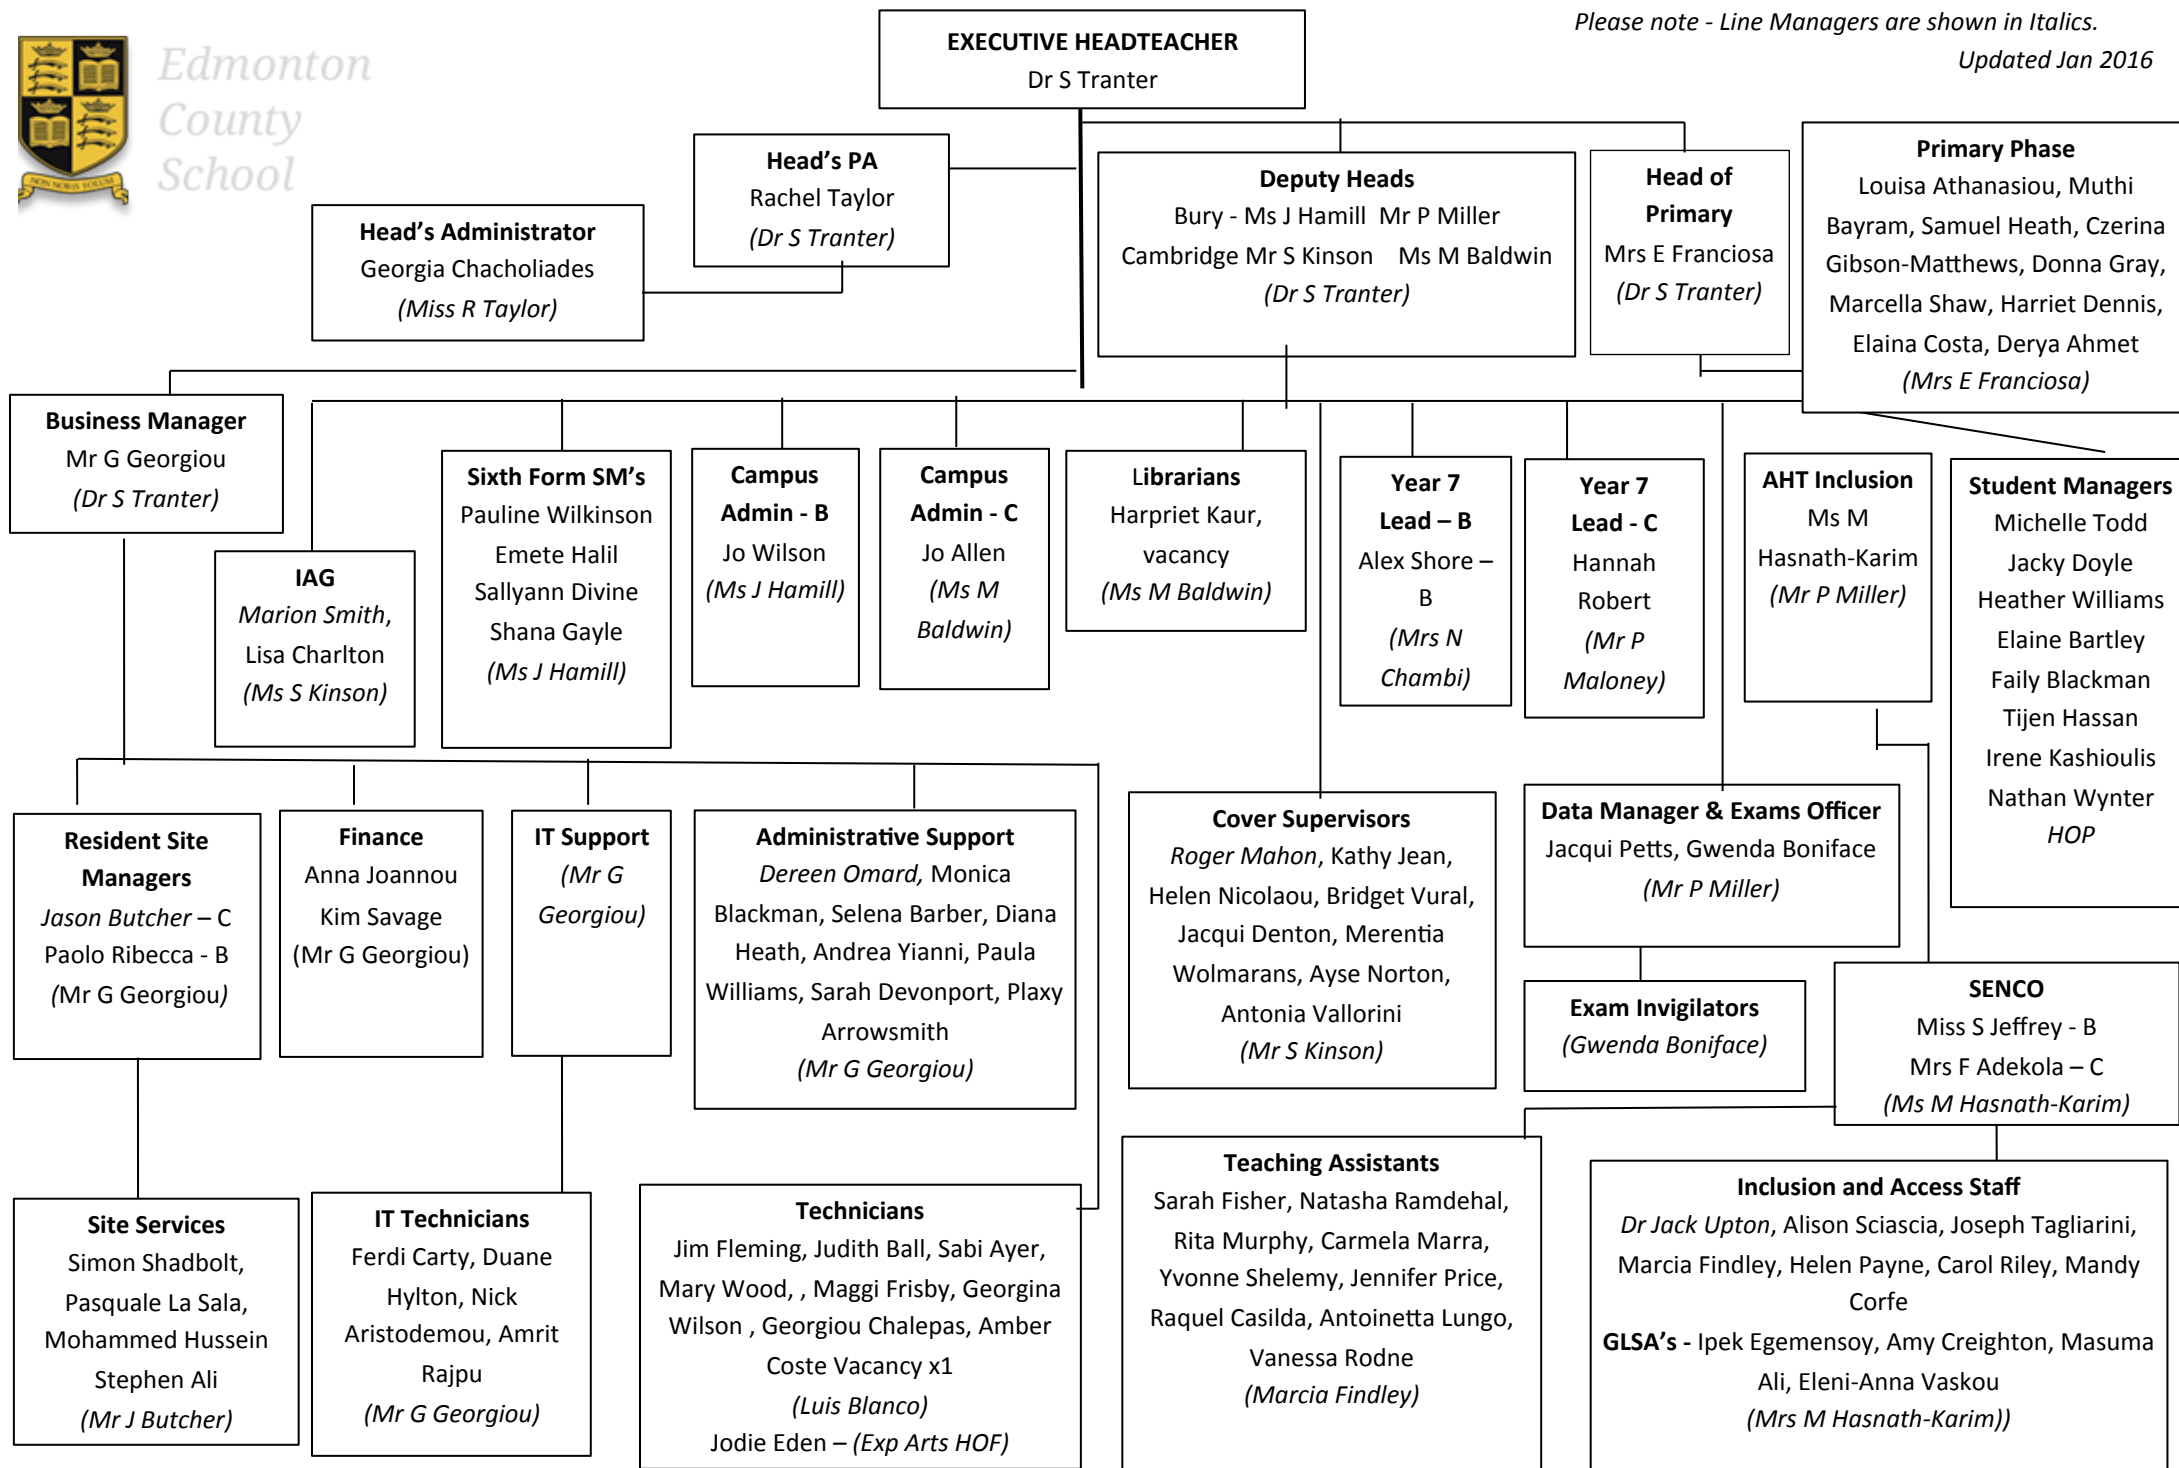 Edmonton
County
School
NON NOBIS SOLUM
Please note - Line Managers are shown in Italics.
Updated Jan 2016
EXECUTIVE HEADTEACHER
Dr S Tranter
Head's PA
Rachel Taylor
(Dr S Tranter)
Head's Administrator
Georgia Chacholiades
(Miss R Taylor)
Deputy Heads
Bury - Ms J Hamill Mr P Miller
Cambridge Mr S Kinson Ms M Baldwin
(Dr S Tranter)
Head of
Primary
Mrs E Franciosa
(Dr S Tranter)
Primary Phase
Louisa Athanasiou, Muthi
Bayram, Samuel Heath, Czerina
Gibson-Matthews, Donna Gray,
Marcella Shaw, Harriet Dennis,
Elaina Costa, Derya Ahmet
(Mrs E Franciosa)
Business Manager
Mr G Georgiou
(Dr S Tranter)
IAG
Marion Smith,
Lisa Charlton
(Ms S Kinson)
Sixth Form SM's
Pauline Wilkinson
Emete Halil
Sallyann Divine
Shana Gayle
(Ms J Hamill)
Campus
Admin - B
Jo Wilson
(Ms J Hamill)
Campus
Admin - C
Jo Allen
(Ms M
Baldwin)
Librarians
Harpriet Kaur,
vacancy
(Ms M Baldwin)
Year 7
Lead – B
Alex Shore –
B
(Mrs N
Chambi)
Year 7
Lead - C
Hannah
Robert
(Mr P
Maloney)
AHT Inclusion
Ms M
Hasnath-Karim
(Mr P Miller)
Student Managers
Michelle Todd
Jacky Doyle
Heather Williams
Elaine Bartley
Faily Blackman
Tijen Hassan
Irene Kashioulis
Nathan Wynter
HOP
Resident Site
Managers
Jason Butcher – C
Paolo Ribecca - B
(Mr G Georgiou)
Finance
Anna Joannou
Kim Savage
(Mr G Georgiou)
IT Support
(Mr G
Georgiou)
Administrative Support
Dereen Omard, Monica
Blackman, Selena Barber, Diana
Heath, Andrea Yianni, Paula
Williams, Sarah Devonport, Plaxy
Arrowsmith
(Mr G Georgiou)
Cover Supervisors
Roger Mahon, Kathy Jean,
Helen Nicolaou, Bridget Vural,
Jacqui Denton, Merentia
Wolmarans, Ayse Norton,
Antonia Vallorini
(Mr S Kinson)
Data Manager & Exams Officer
Jacqui Petts, Gwenda Boniface
(Mr P Miller)
Exam Invigilators
(Gwenda Boniface)
SENCO
Miss S Jeffrey - B
Mrs F Adekola – C
(Ms M Hasnath-Karim)
Site Services
Simon Shadbolt,
Pasquale La Sala,
Mohammed Hussein
Stephen Ali
(Mr J Butcher)
IT Technicians
Ferdi Carty, Duane
Hylton, Nick
Aristodemou, Amrit
Rajpu
(Mr G Georgiou)
Technicians
Jim Fleming, Judith Ball, Sabi Ayer,
Mary Wood, , Maggi Frisby, Georgina
Wilson , Georgiou Chalepas, Amber
Coste Vacancy x1
(Luis Blanco)
Jodie Eden – (Exp Arts HOF)
Teaching Assistants
Sarah Fisher, Natasha Ramdehal,
Rita Murphy, Carmela Marra,
Yvonne Shelemy, Jennifer Price,
Raquel Casilda, Antoinetta Lungo,
Vanessa Rodne
(Marcia Findley)
Inclusion and Access Staff
Dr Jack Upton, Alison Sciascia, Joseph Tagliarini,
Marcia Findley, Helen Payne, Carol Riley, Mandy
Corfe
GLSA's - Ipek Egemensoy, Amy Creighton, Masuma
Ali, Eleni-Anna Vaskou
(Mrs M Hasnath-Karim))